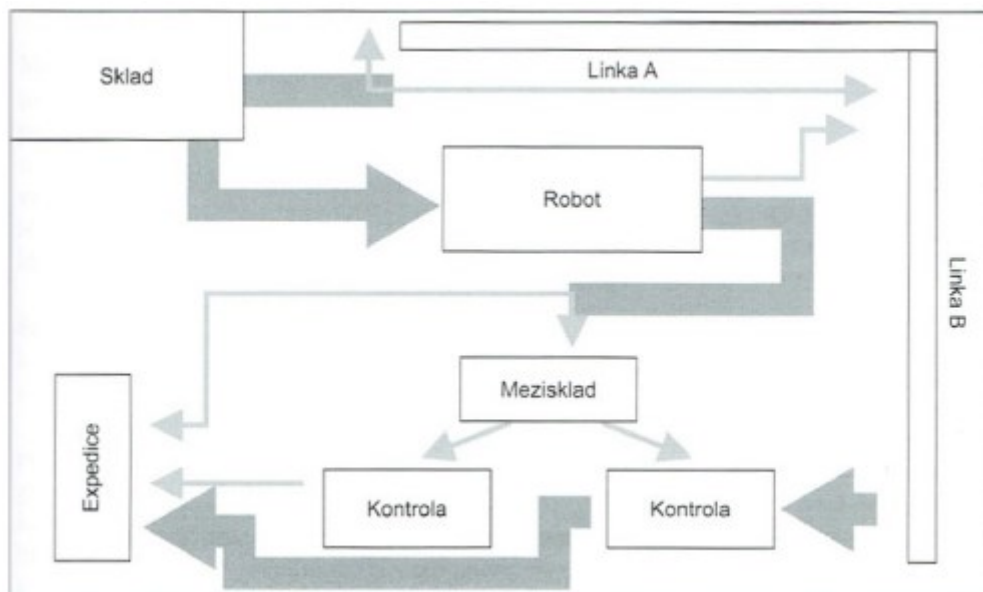 Sklad
Linka A
Robot
Linka B
Mezisklad
Expedice
Kontrola
Kontrola